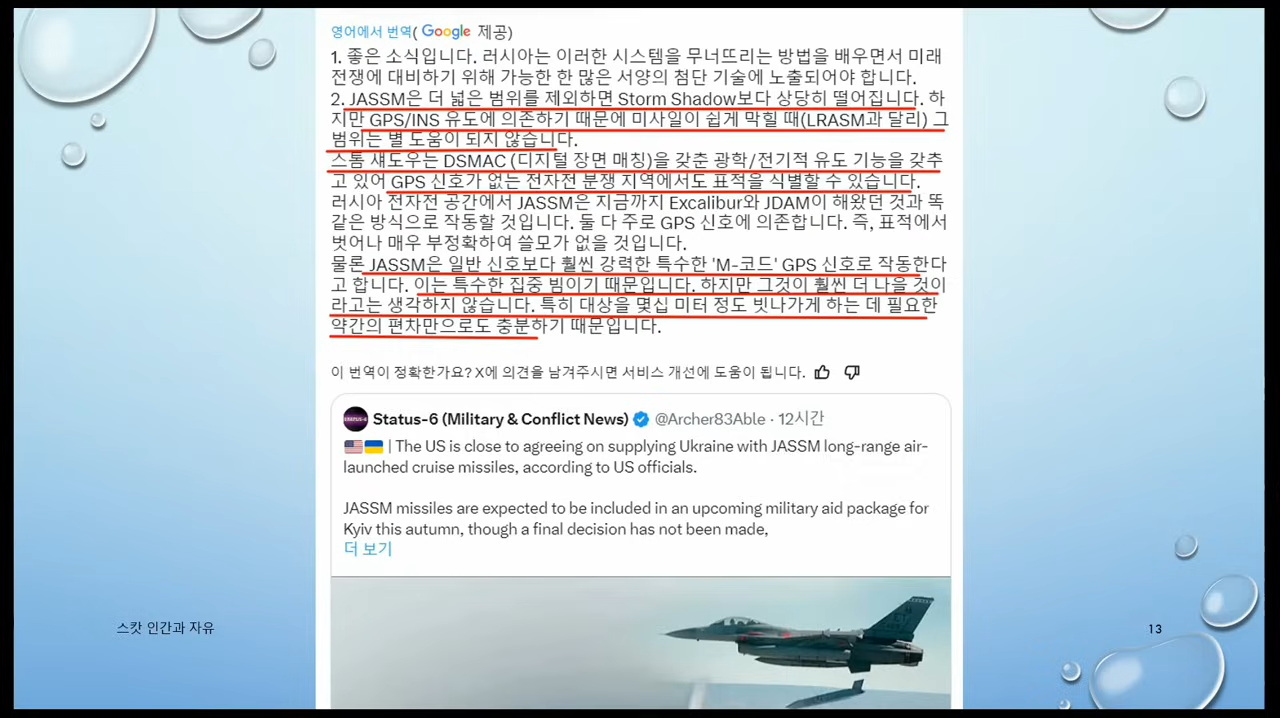 영어에서 번역( Google 제공)
1. 좋은 소식입니다. 러시아는 이러한 시스템을 무너뜨리는 방법을 배우면서 미래
전쟁에 대비하기 위해 가능한 한 많은 서양의 첨단 기술에 노출되어야 합니다.
2. JASSM은 더 넓은 범위를 제외하면 Storm Shadow보다 상당히 떨어집니다. 하
지만 GPS/INS 유도에 의존하기 때문에 미사일이 쉽게 막힐 때(LRASM과 달리) 그
범위는 별 도움이 되지 않습니다.
스톰 섀도우는 DSMAC (디지털 장면 매칭)을 갖춘 광학/전기적 유도 기능을 갖추
고 있어 GPS 신호가 없는 전자전 분쟁 지역에서도 표적을 식별할 수 있습니다.
러시아 전자전 공간에서 JASSM은 지금까지 Excalibur와 JDAM이 해왔던 것과 똑
같은 방식으로 작동할 것입니다. 둘 다 주로 GPS 신호에 의존합니다. 즉, 표적에서
벗어나 매우 부정확하여 쓸모가 없을 것입니다.
물론 JASSM은 일반 신호보다 훨씬 강력한 특수한 'M-코드' GPS 신호로 작동한다
고 합니다. 이는 특수한 집중 빔이기 때문입니다. 하지만 그것이 훨씬 더 나을 것이
라고는 생각하지 않습니다. 특히 대상을 몇십 미터 정도 빗나가게 하는 데 필요한
약간의 편차만으로도 충분하기 때문입니다.
이 번역이 정확한가요? X에 의견을 남겨주시면 서비스 개선에 도움이 됩니다.
Status-6 (Military & Conflict News) @Archer83Able · 12시간
| The US is close to agreeing on supplying Ukraine with JASSM long-range air-
launched cruise missiles, according to US officials.
JASSM missiles are expected to be included in an upcoming military aid package for
Kyiv this autumn, though a final decision has not been made,
더 보기
스캇 인간과 자유
13